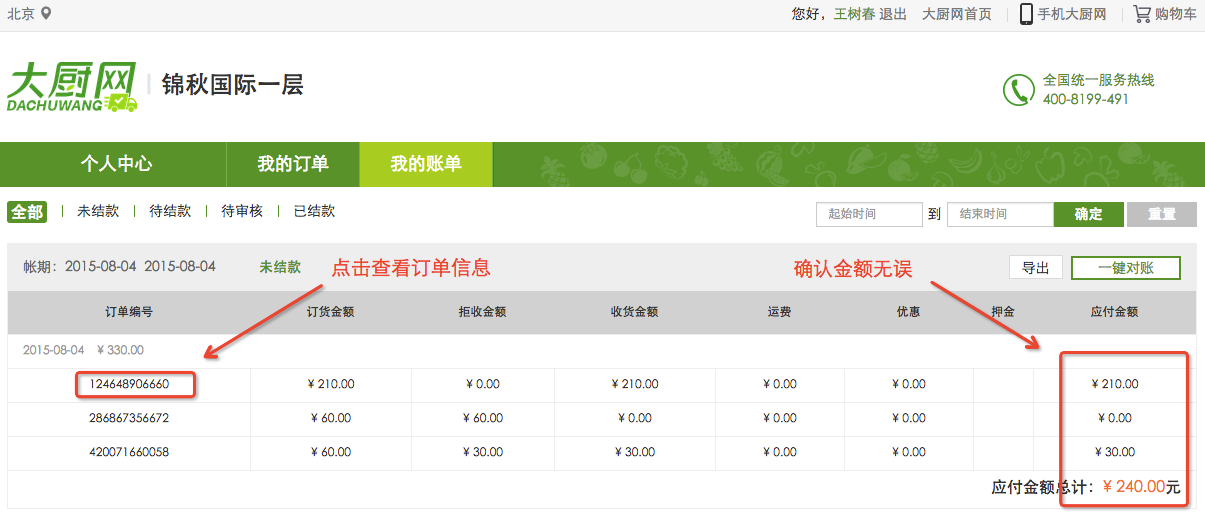 北京 您好，王树春 退出 大厨网首页 手机大厨网 购物车
大厨网 DACHUWANG 锦秋国际一层
全国统一服务热线
400-8199-491
个人中心 我的订单 我的账单
全部 未结款 待结款 待审核 已结款 起始时间 到 结束时间 确定 重置
帐期：2015-08-04 2015-08-04 未结款 点击查看订单信息 确认金额无误 导出 一键对账
订单编号 订货金额 拒收金额 收货金额 运费 优惠 押金 应付金额
2015-08-04 ¥ 330.00
124648906660 ¥ 210.00 ¥ 0.00 ¥ 210.00 ¥ 0.00 ¥ 0.00 ¥ 210.00
286867356672 ¥ 60.00 ¥ 60.00 ¥ 0.00 ¥ 0.00 ¥ 0.00 ¥ 0.00
420071660058 ¥ 60.00 ¥ 30.00 ¥ 30.00 ¥ 0.00 ¥ 0.00 ¥ 30.00
应付金额总计：¥ 240.00元